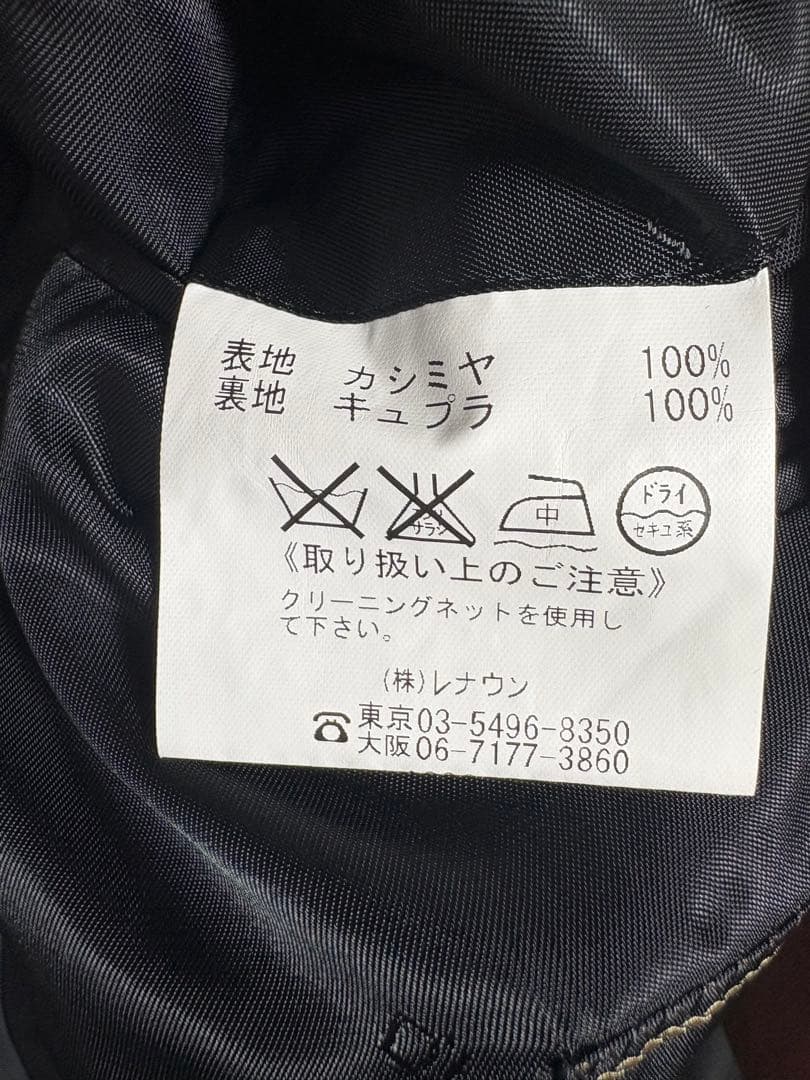 表地 カシミヤ 100%
裏地 キュプラ 100%
中
ドライ
セキユ系
《取り扱い上のご注意》
クリーニングネットを使用し
て下さい。
(株)レナウン
☎東京03-5496-8350
大阪06-7177-3860